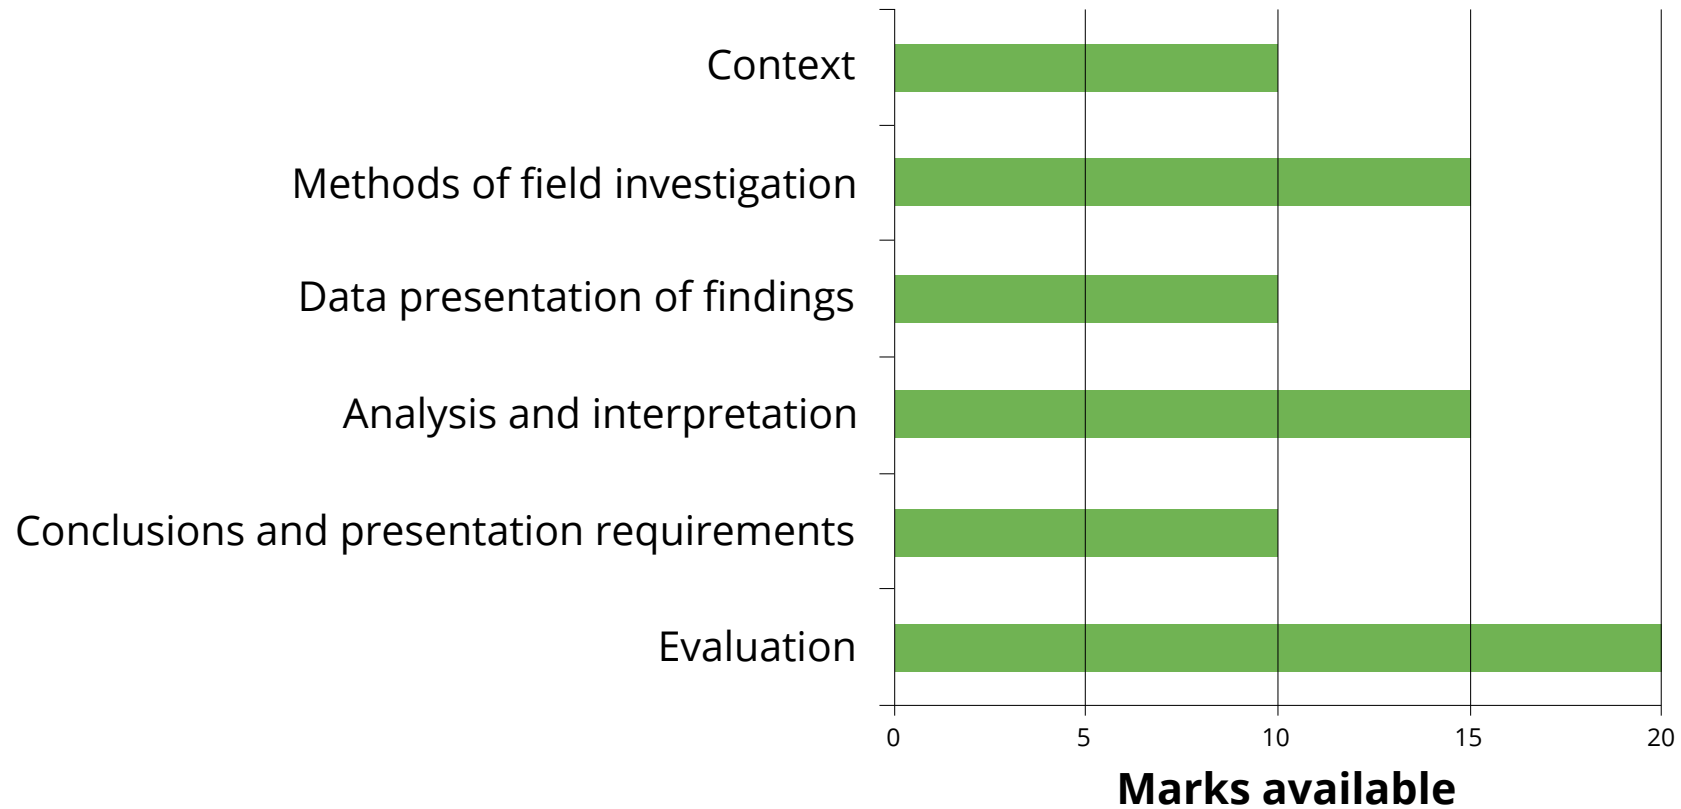 Context
Methods of field investigation
Data presentation of findings
Analysis and interpretation
Conclusions and presentation requirements
Evaluation
0 5 10 15 20
Marks available